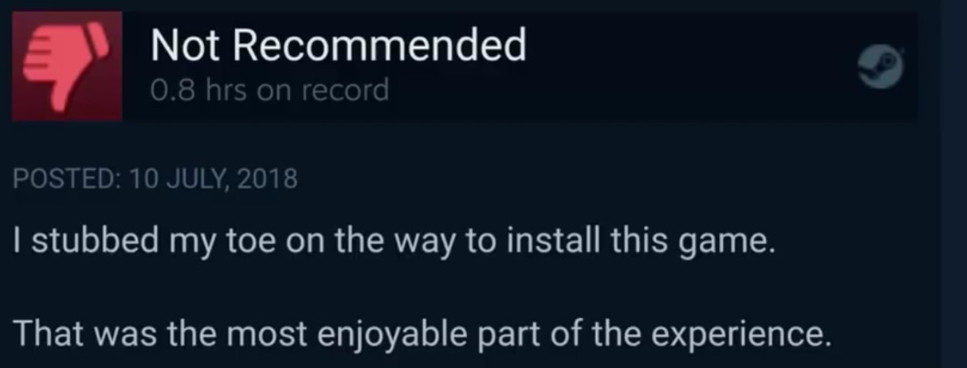 Not Recommended
0.8 hrs on record
POSTED: 10 JULY, 2018
I stubbed my toe on the way to install this game.
That was the most enjoyable part of the experience.